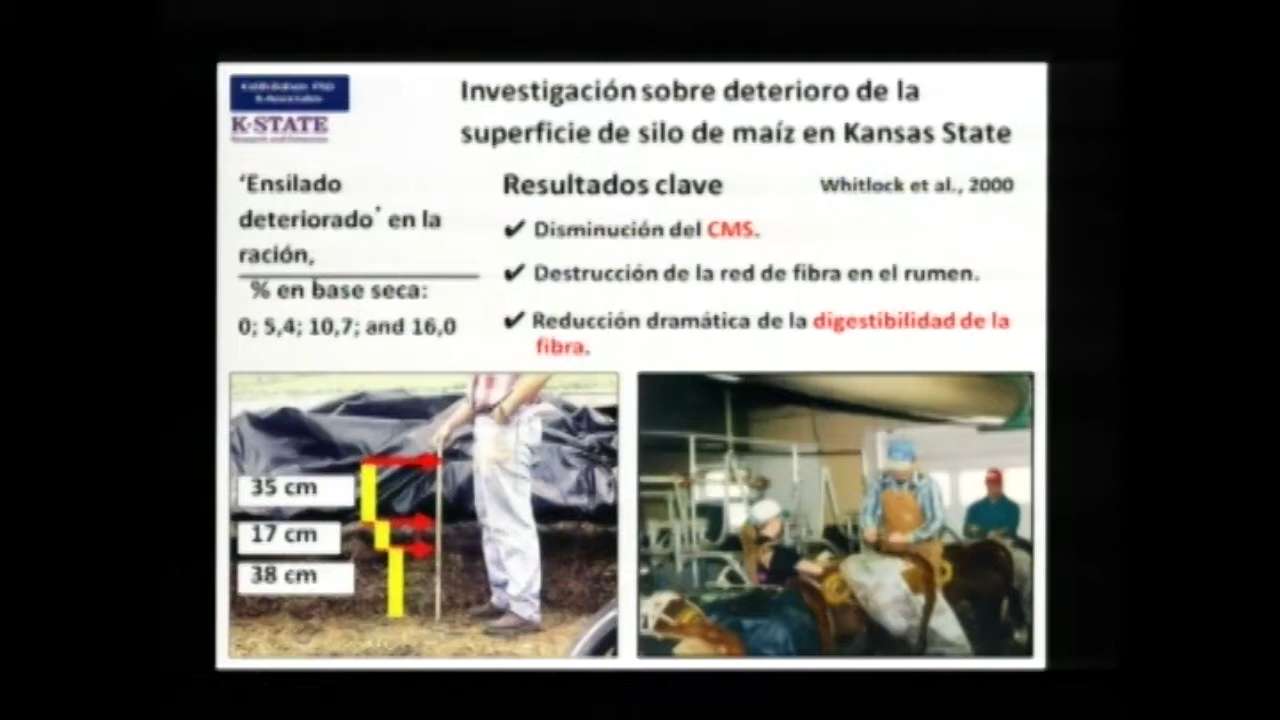 K·STATE
Investigación sobre deterioro de la
superficie de silo de maíz en Kansas State
‘Ensilado
deteriorado’ en la
ración,
% en base seca:
0; 5,4; 10,7; and 16,0
Resultados clave
Whitlock et al., 2000
✔ Disminución del CMS.
✔ Destrucción de la red de fibra en el rumen.
✔ Reducción dramática de la digestibilidad de la
fibra.
35 cm
17 cm
38 cm